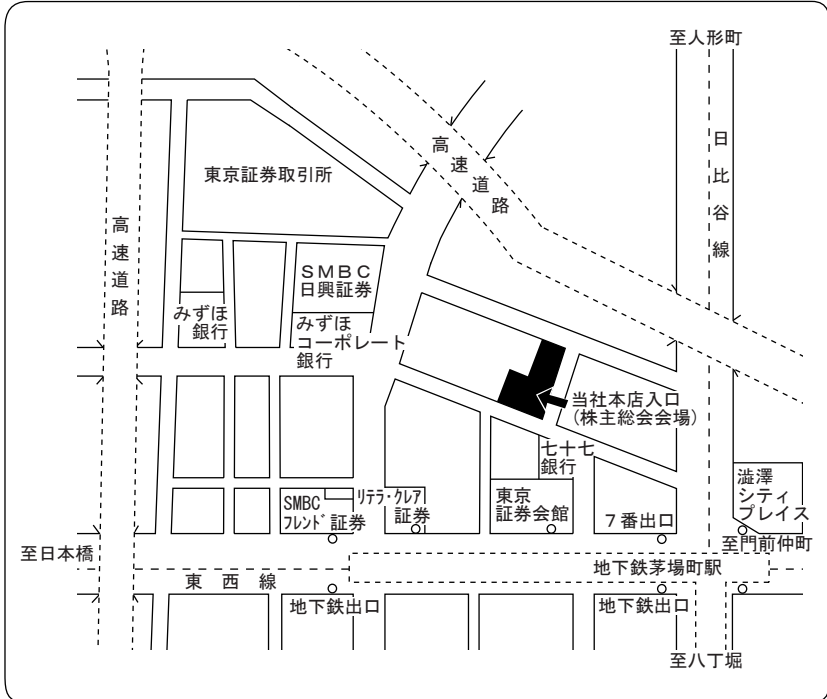 至人形町
高速道路
日比谷線
東京証券取引所
高速道路
SMBC
日興証券
みずほ
銀行
みずほ
コーポレート
銀行
当社本店入口
(株主総会会場)
七十七
銀行
SMBC
フレンド証券
リテラ・クレア
証券
東京
証券会館
7番出口
澁澤
シティ
プレイス
至日本橋
至門前仲町
東西線
地下鉄茅場町駅
地下鉄出口
地下鉄出口
至八丁堀